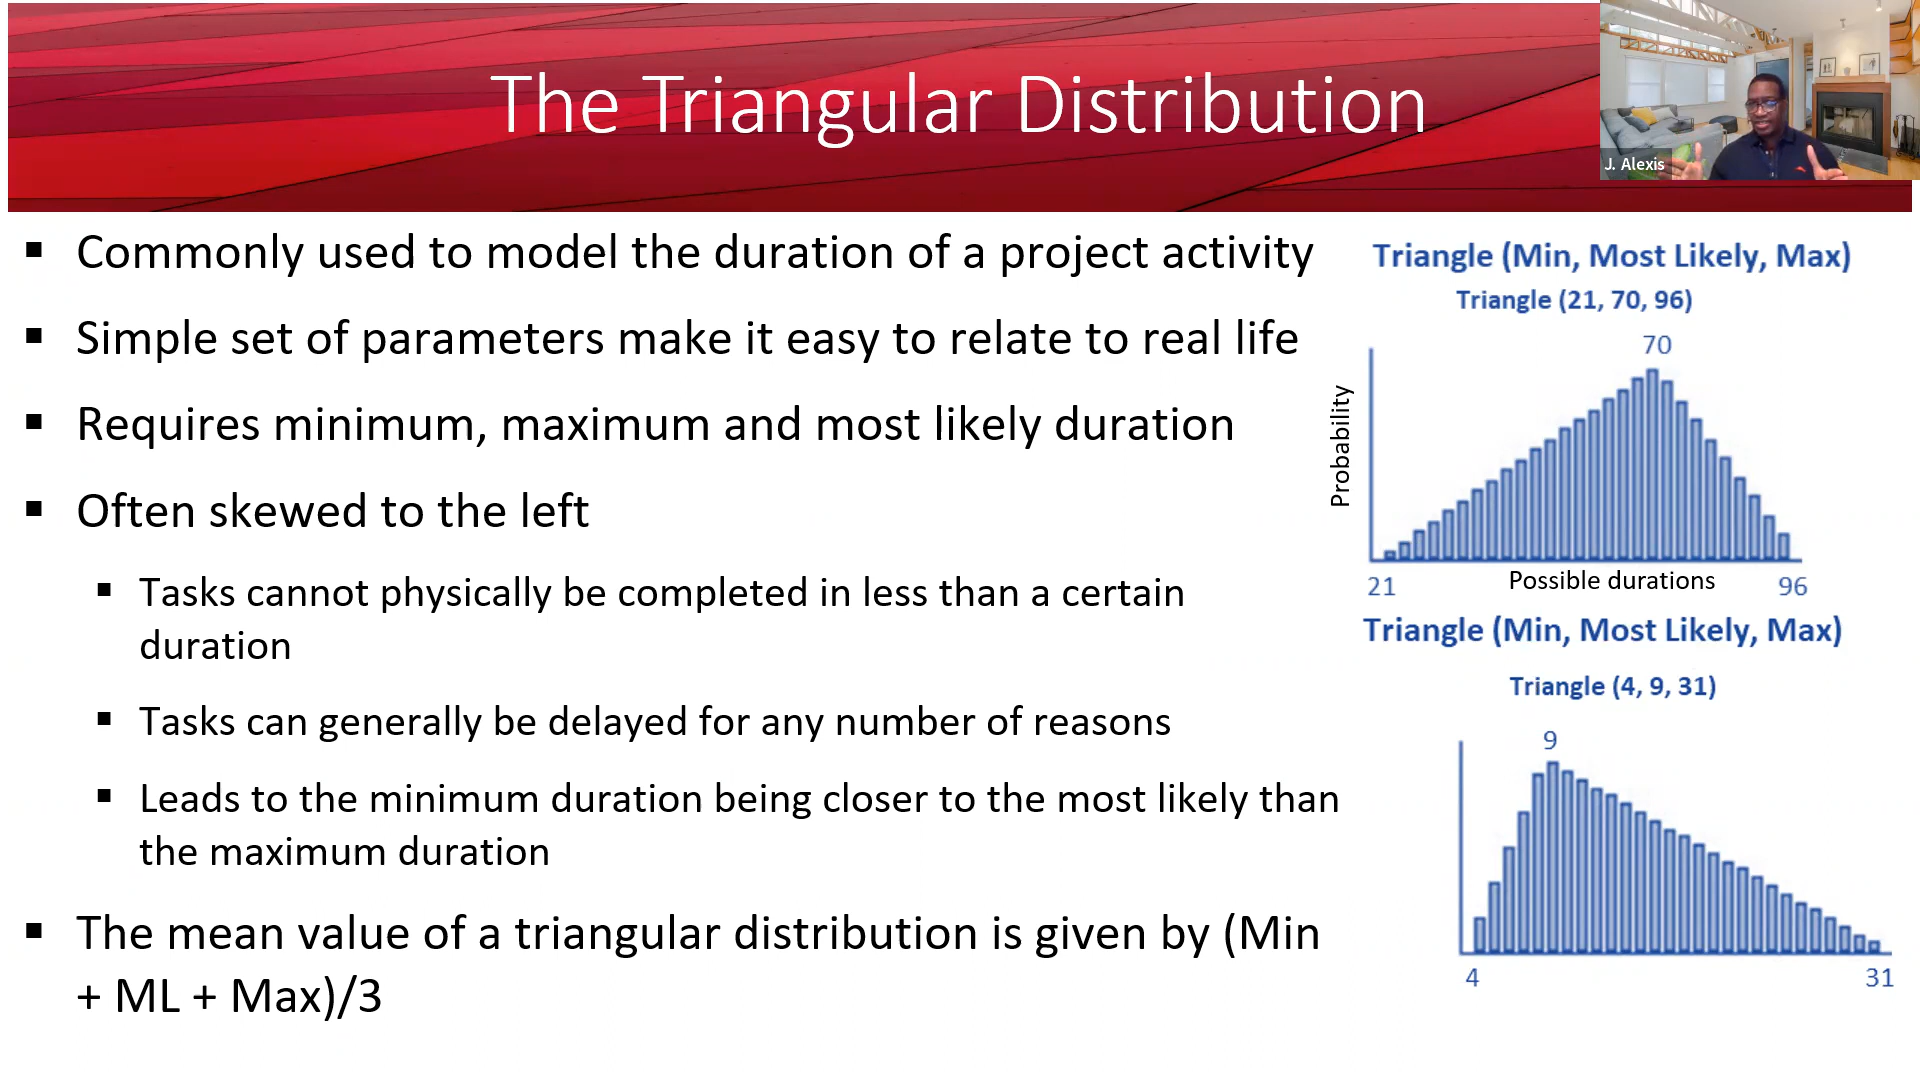 The Triangular Distribution
J. Alexis
▪ Commonly used to model the duration of a project activity
▪ Simple set of parameters make it easy to relate to real life
▪ Requires minimum, maximum and most likely duration
▪ Often skewed to the left
▪ Tasks cannot physically be completed in less than a certain
duration
▪ Tasks can generally be delayed for any number of reasons
▪ Leads to the minimum duration being closer to the most likely than
the maximum duration
▪ The mean value of a triangular distribution is given by (Min
+ ML + Max)/3
Triangle (Min, Most Likely, Max)
Triangle (21, 70, 96)
70
Probability
21 Possible durations 96
Triangle (Min, Most Likely, Max)
Triangle (4, 9, 31)
9
4 31